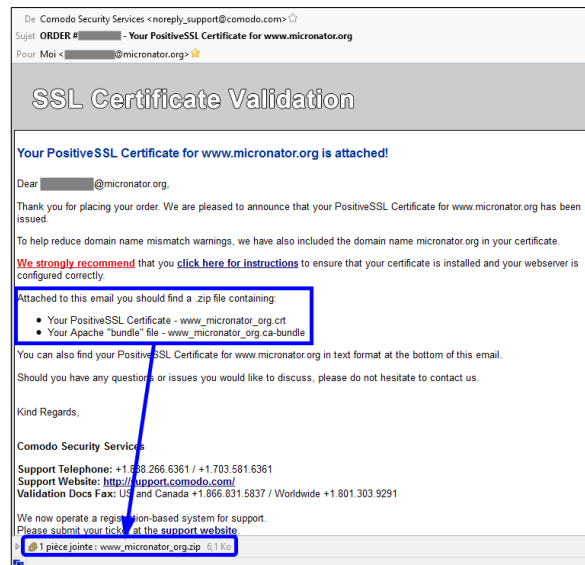 De Comodo Security Services <noreply_support@comodo.com>
Sujet ORDER # - Your PositiveSSL Certificate for www.micronator.org
Pour Moi < @micronator.org>
SSL Certificate Validation
Your PositiveSSL Certificate for www.micronator.org is attached!
Dear @micronator.org,
Thank you for placing your order. We are pleased to announce that your PositiveSSL Certificate for www.micronator.org has been
issued.
To help reduce domain name mismatch warnings, we have also included the domain name micronator.org in your certificate.
We strongly recommend that you click here for instructions to ensure that your certificate is installed and your webserver is
configured correctly.
Attached to this email you should find a .zip file containing:
• Your PositiveSSL Certificate - www_micronator_org.crt
• Your Apache "bundle" file - www_micronator_org.ca-bundle
You can also find your PositiveSSL Certificate for www.micronator.org in text format at the bottom of this email.
Should you have any questions or issues you would like to discuss, please do not hesitate to contact us.
Kind Regards,
Comodo Security Services
Support Telephone: +1.888.266.6361 / +1.703.581.6361
Support Website: http://support.comodo.com/
Validation Docs Fax: US and Canada +1.866.831.5837 / Worldwide +1.801.303.9291
We now operate a registration-based system for support.
Please submit your ticket at the support website.
1 pièce jointe : www_micronator_org.zip 6,1 Ko